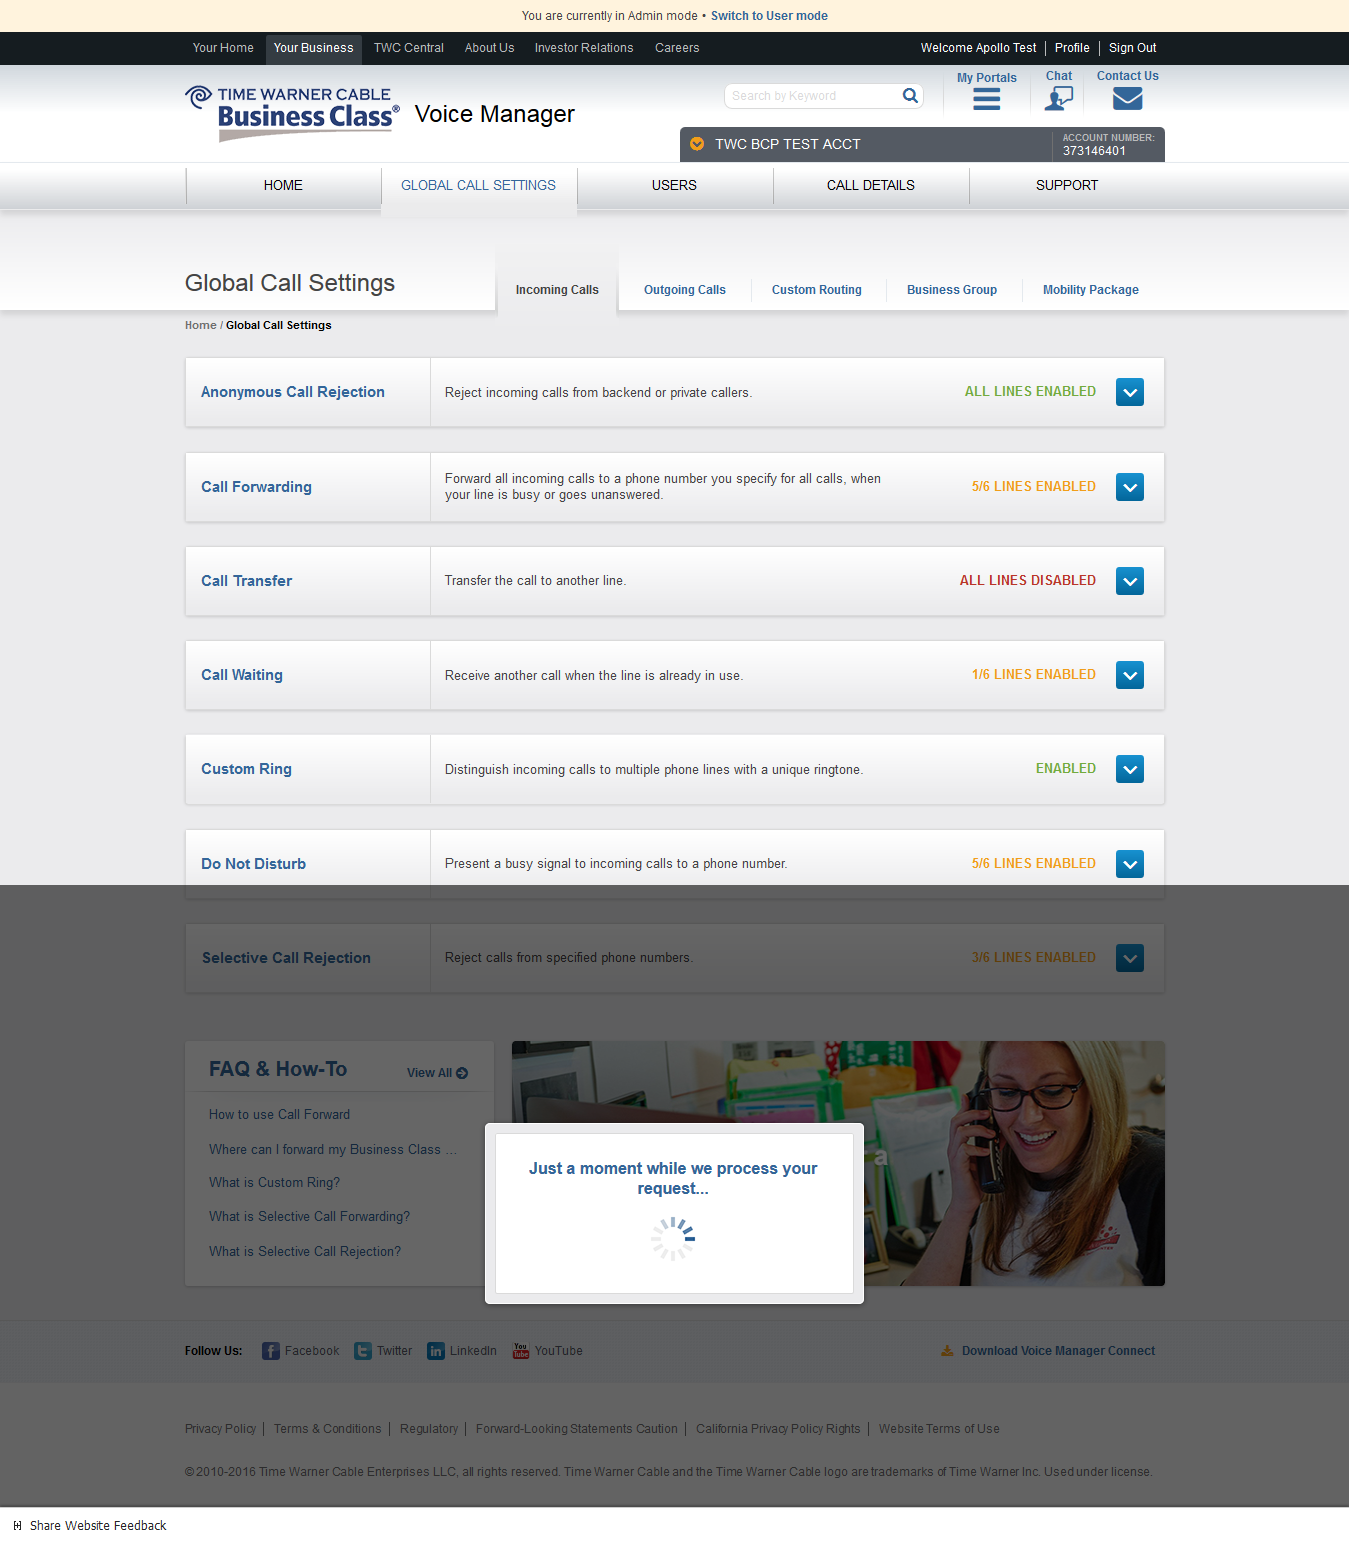 You are currently in Admin mode • Switch to User mode
Your Home Your Business TWC Central About Us Investor Relations Careers Welcome Apollo Test Profile Sign Out
TIME WARNER CABLE
Business Class®
Voice Manager
Search by Keyword
My Portals Chat Contact Us
TWC BCP TEST ACCT
ACCOUNT NUMBER:
373146401
HOME GLOBAL CALL SETTINGS USERS CALL DETAILS SUPPORT
Global Call Settings
Incoming Calls Outgoing Calls Custom Routing Business Group Mobility Package
Home / Global Call Settings
Anonymous Call Rejection Reject incoming calls from backend or private callers. ALL LINES ENABLED
Call Forwarding Forward all incoming calls to a phone number you specify for all calls, when
your line is busy or goes unanswered. 5/6 LINES ENABLED
Call Transfer Transfer the call to another line. ALL LINES DISABLED
Call Waiting Receive another call when the line is already in use. 1/6 LINES ENABLED
Custom Ring Distinguish incoming calls to multiple phone lines with a unique ringtone. ENABLED
Do Not Disturb Present a busy signal to incoming calls to a phone number. 5/6 LINES ENABLED
Selective Call Rejection Reject calls from specified phone numbers. 3/6 LINES ENABLED
FAQ & How-To View All
How to use Call Forward
Where can I forward my Business Class ...
What is Custom Ring?
What is Selective Call Forwarding?
What is Selective Call Rejection?
a
Just a moment while we process your
request...
Follow Us: Facebook Twitter LinkedIn YouTube Download Voice Manager Connect
Privacy Policy Terms & Conditions Regulatory Forward-Looking Statements Caution California Privacy Policy Rights Website Terms of Use
© 2010-2016 Time Warner Cable Enterprises LLC, all rights reserved. Time Warner Cable and the Time Warner Cable logo are trademarks of Time Warner Inc. Used under license.
[+] Share Website Feedback